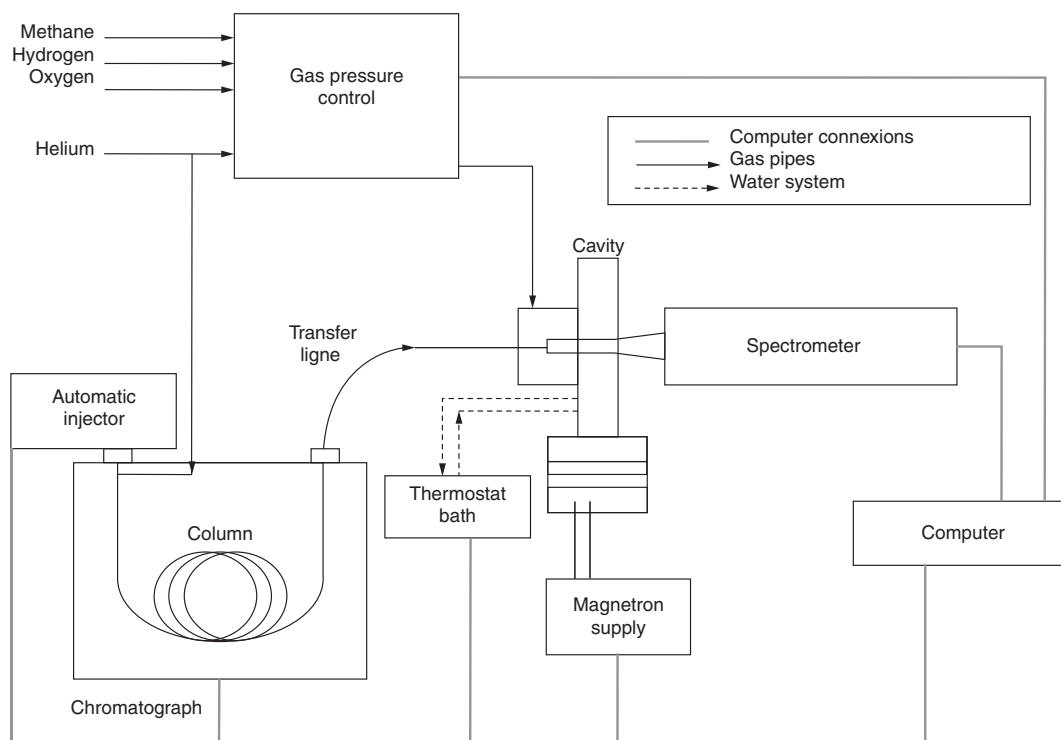 Methane
Hydrogen
Oxygen
Helium
Gas pressure
control
Computer connexions
Gas pipes
Water system
Cavity
Transfer
ligne
Spectrometer
Automatic
injector
Thermostat
bath
Column
Computer
Magnetron
supply
Chromatograph